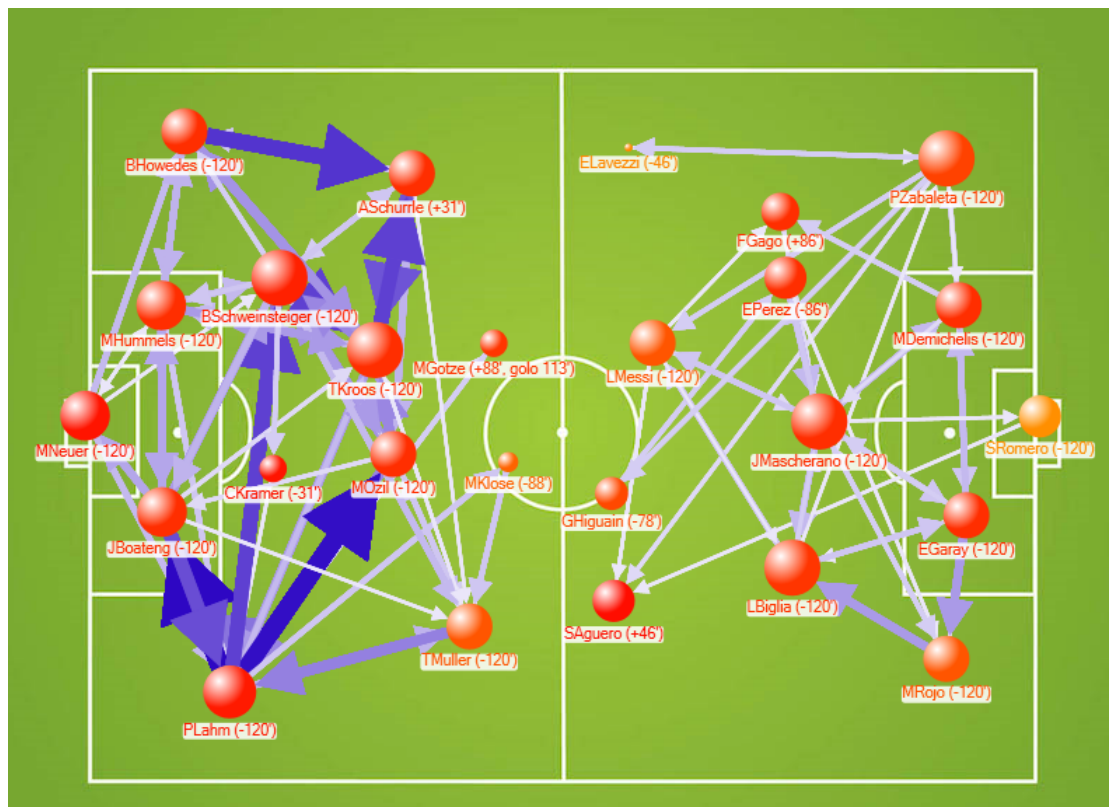 BHowedes (-120')
ELavezzi (-46')
PZabaleta (-120')
ASchurrle (+31')
FGago (+86')
BSchweinsteiger (-120')
EPerez (-86')
MHummels (-120')
MDemichelis (-120')
MGotze (+88', golo 113')
LMessi (-120')
TKroos (-120')
MNeuer (-120')
SRomero (-120')
JMascherano (-120')
CKramer (-31')
MOzil (-120')
MKlose (-88')
GHiguain (-78')
JBoateng (-120')
EGaray (-120')
LBiglia (-120')
SAguero (+46')
TMuller (-120')
MRojo (-120')
PLahm (-120')